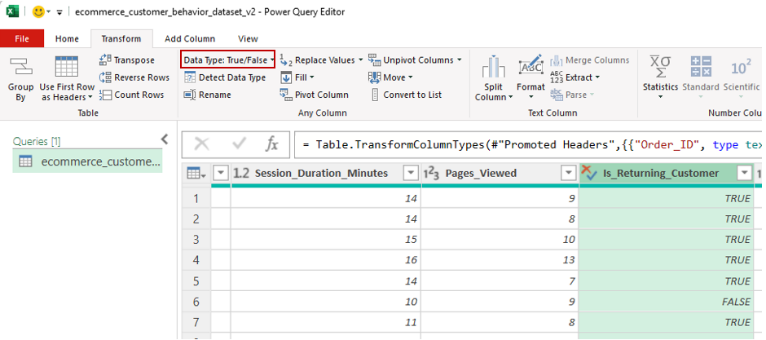 ecommerce_customer_behavior_dataset_v2 - Power Query Editor
File Home Transform Add Column View
Group By
Use First Row as Headers
Transpose
Reverse Rows
Count Rows
Table
Data Type: True/False
Detect Data Type
Rename
Replace Values
Fill
Pivot Column
Unpivot Columns
Move
Convert to List
Any Column
Split Column
Format
Merge Columns
Extract
Parse
Text Column
Statistics
Standard
Scientific
Number Colu
Queries [1]
ecommerce_custome...
fx = Table.TransformColumnTypes(#"Promoted Headers",{{"Order_ID", type tex
1.2 Session_Duration_Minutes 123 Pages_Viewed Is_Returning_Customer
1 14 9 TRUE
2 14 8 TRUE
3 15 10 TRUE
4 16 13 TRUE
5 14 7 TRUE
6 10 9 FALSE
7 11 8 TRUE